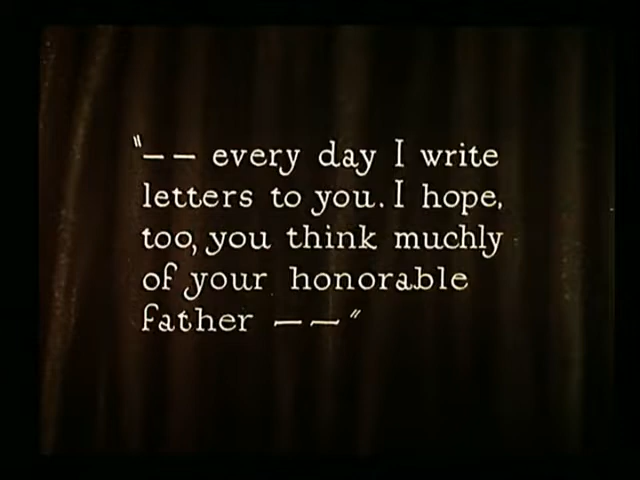 "— — every day I write
letters to you. I hope,
too, you think muchly
of your honorable
father — —"